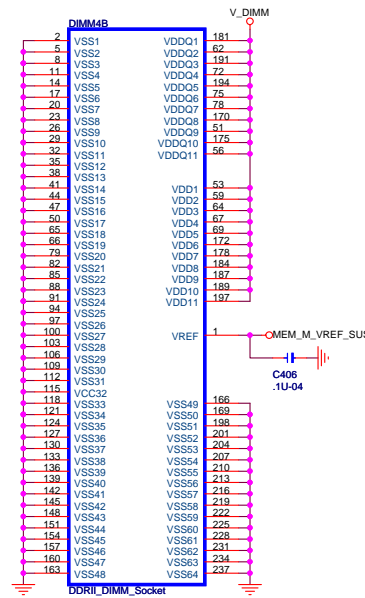 V_DIMM
DIMM4B
2 VSS1 VDDQ1 181
5 VSS2 VDDQ2 62
8 VSS3 VDDQ3 191
11 VSS4 VDDQ4 72
14 VSS5 VDDQ5 194
17 VSS6 VDDQ6 75
20 VSS7 VDDQ7 78
23 VSS8 VDDQ8 170
26 VSS9 VDDQ9 51
29 VSS10 VDDQ10 175
32 VSS11 VDDQ11 56
35 VSS12
38 VSS13
41 VSS14 VDD1 53
44 VSS15 VDD2 59
47 VSS16 VDD3 64
50 VSS17 VDD4 67
65 VSS18 VDD5 69
66 VSS19 VDD6 172
79 VSS20 VDD7 178
82 VSS21 VDD8 184
85 VSS22 VDD9 187
88 VSS23 VDD10 189
91 VSS24 VDD11 197
94 VSS25
97 VSS26
100 VSS27 VREF 1 MEM_M_VREF_SUS
103 VSS28
106 VSS29
109 VSS30
112 VSS31
115 VCC32
C406
.1U-04
118 VSS33 VSS49 166
121 VSS34 VSS50 169
124 VSS35 VSS51 198
127 VSS36 VSS52 201
130 VSS37 VSS53 204
133 VSS38 VSS54 207
136 VSS39 VSS55 210
139 VSS40 VSS56 213
142 VSS41 VSS57 216
145 VSS42 VSS58 219
148 VSS43 VSS59 222
151 VSS44 VSS60 225
154 VSS45 VSS61 228
157 VSS46 VSS62 231
160 VSS47 VSS63 234
163 VSS48 VSS64 237
DDRII_DIMM_Socket